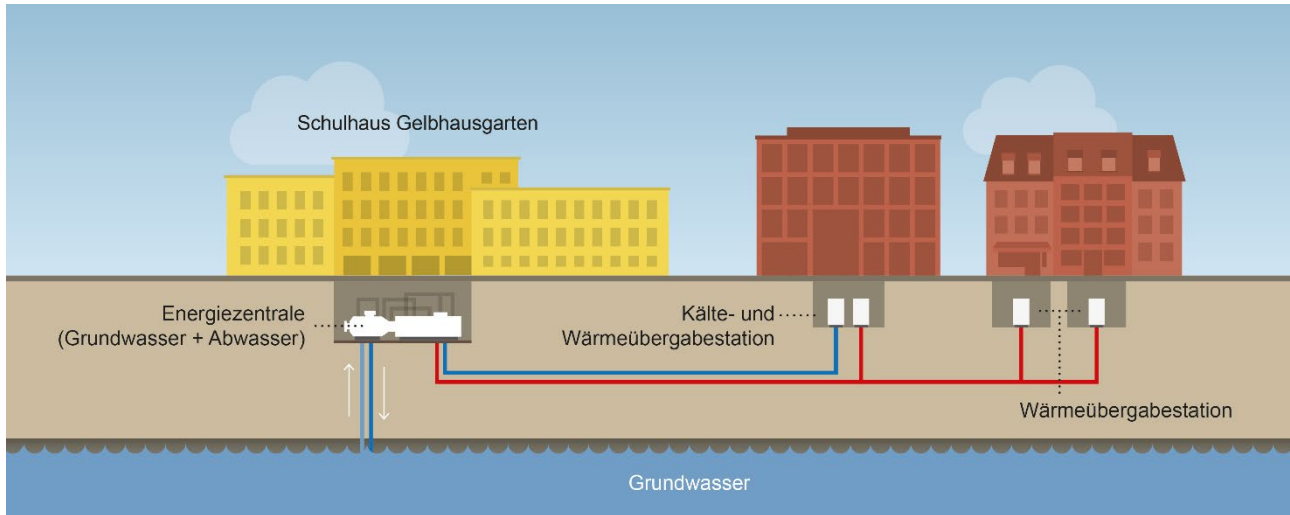 Schulhaus Gelbhausgarten
Energiezentrale
(Grundwasser + Abwasser)
Kälte- und
Wärmeübergabestation
Wärmeübergabestation
Grundwasser